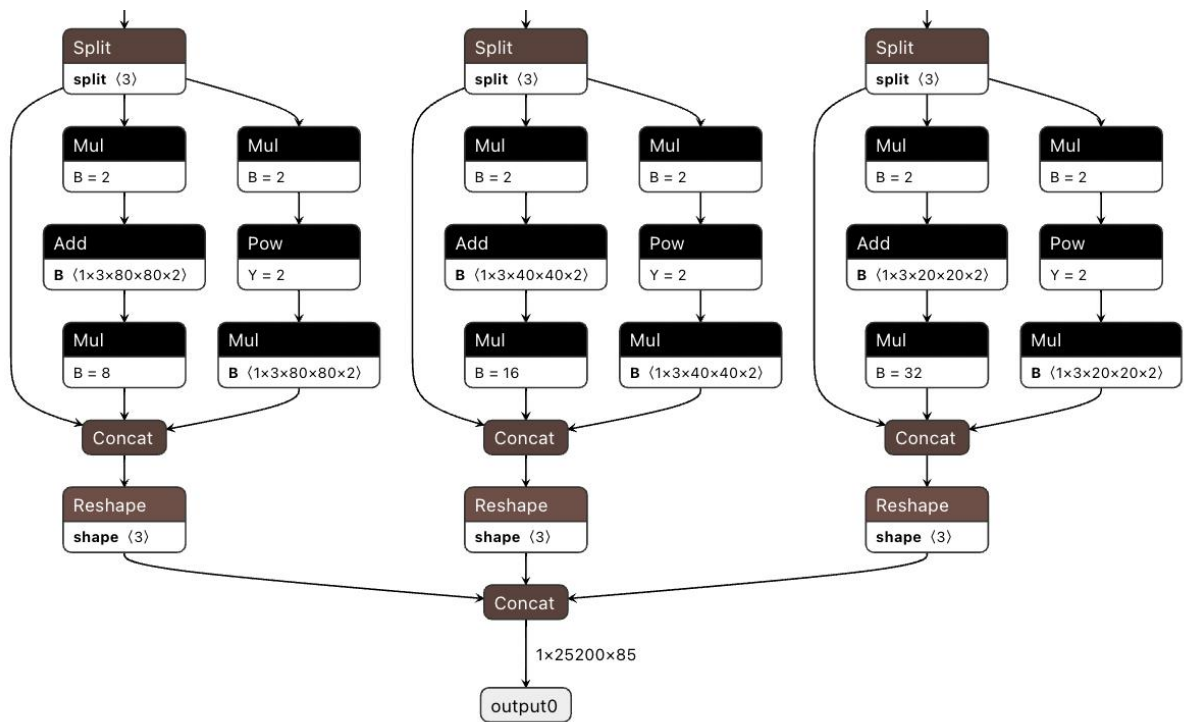 Split
split ⟨3⟩
Split
split ⟨3⟩
Split
split ⟨3⟩
Mul
B = 2
Mul
B = 2
Mul
B = 2
Mul
B = 2
Mul
B = 2
Mul
B = 2
Add
B ⟨1×3×80×80×2⟩
Pow
Y = 2
Add
B ⟨1×3×40×40×2⟩
Pow
Y = 2
Add
B ⟨1×3×20×20×2⟩
Pow
Y = 2
Mul
B = 8
Mul
B ⟨1×3×80×80×2⟩
Mul
B = 16
Mul
B ⟨1×3×40×40×2⟩
Mul
B = 32
Mul
B ⟨1×3×20×20×2⟩
Concat
Concat
Concat
Reshape
shape ⟨3⟩
Reshape
shape ⟨3⟩
Reshape
shape ⟨3⟩
Concat
1×25200×85
output0